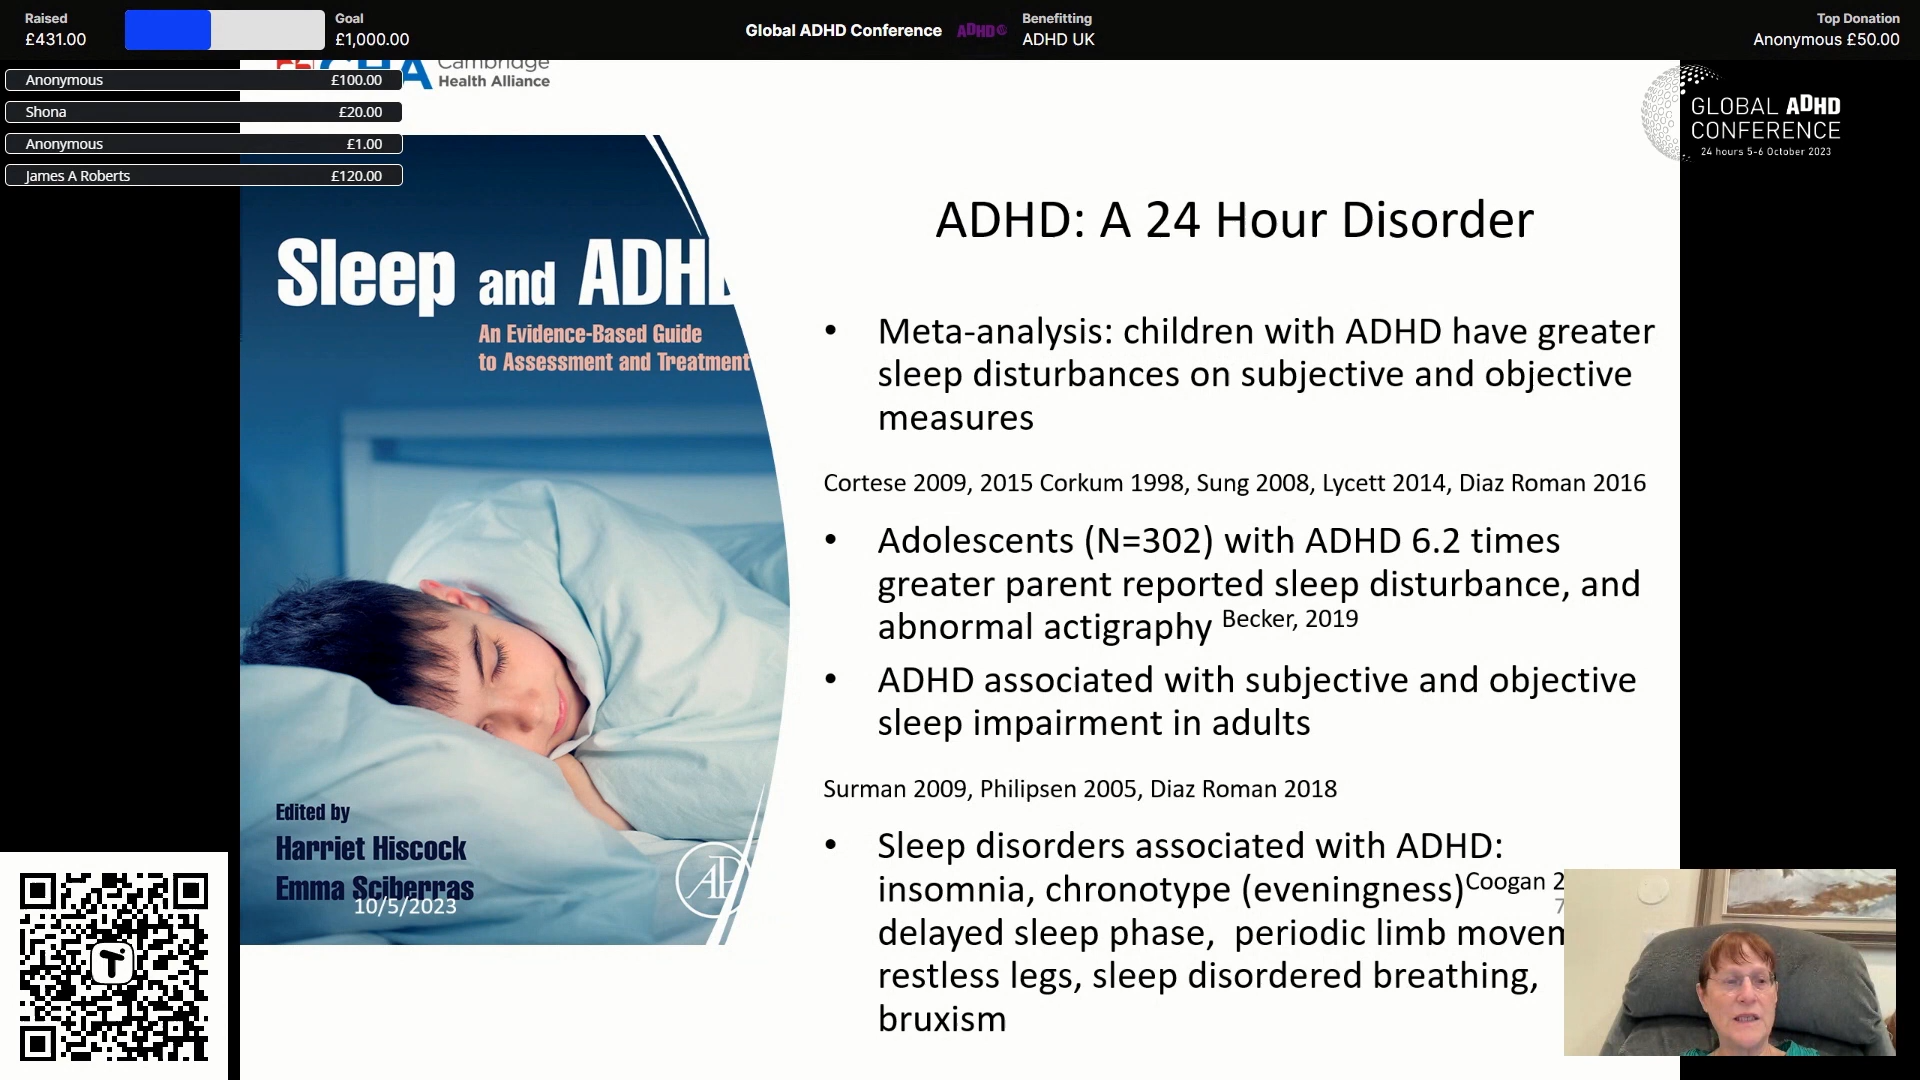 Raised
£431.00
Goal
£1,000.00
Global ADHD Conference
ADHD
Benefitting
ADHD UK
Top Donation
Anonymous £50.00
Anonymous £100.00
Shona £20.00
Anonymous £1.00
James A Roberts £120.00
Cambridge
Health Alliance
GLOBAL ADHD
CONFERENCE
24 hours 5-6 October 2023
Sleep and ADH
An Evidence-Based Guide
to Assessment and Treatment
Edited by
Harriet Hiscock
Emma Sciberras
10/5/2023
ADHD: A 24 Hour Disorder
• Meta-analysis: children with ADHD have greater
sleep disturbances on subjective and objective
measures
Cortese 2009, 2015 Corkum 1998, Sung 2008, Lycett 2014, Diaz Roman 2016
• Adolescents (N=302) with ADHD 6.2 times
greater parent reported sleep disturbance, and
abnormal actigraphy Becker, 2019
• ADHD associated with subjective and objective
sleep impairment in adults
Surman 2009, Philipsen 2005, Diaz Roman 2018
• Sleep disorders associated with ADHD:
insomnia, chronotype (eveningness) Coogan 2
delayed sleep phase, periodic limb movem
restless legs, sleep disordered breathing,
bruxism